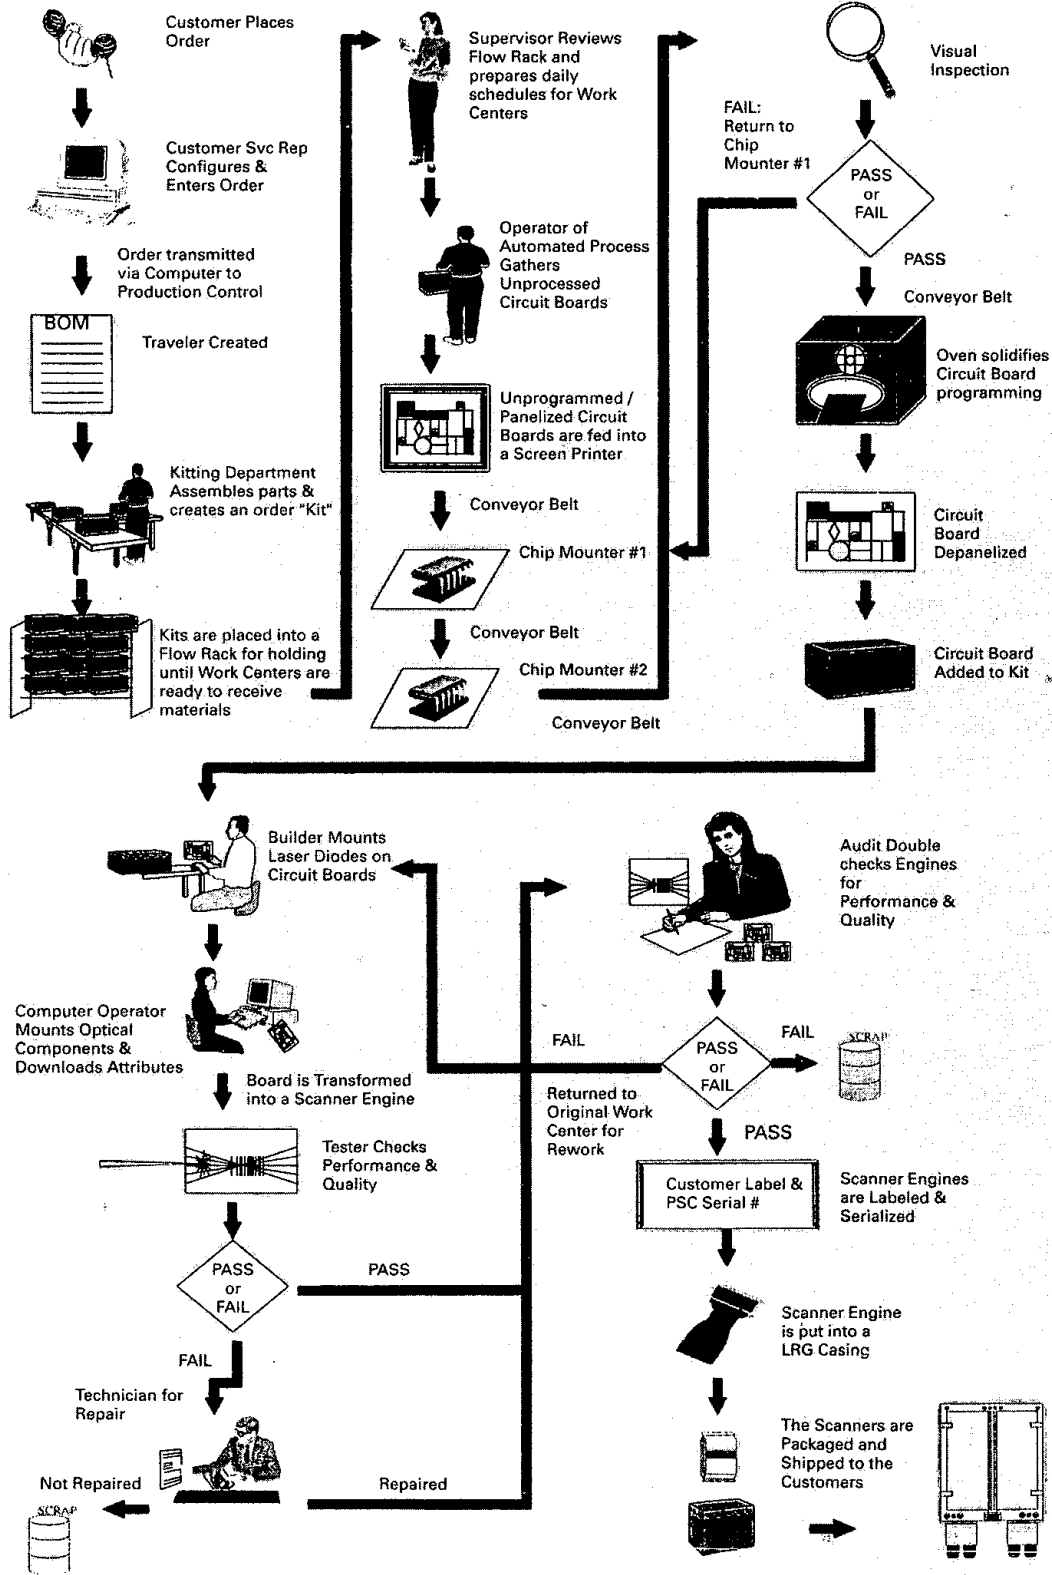 Customer Places
Order
Customer Svc Rep
Configures &
Enters Order
Order transmitted
via Computer to
Production Control
BOM
Traveler Created
Kitting Department
Assembles parts &
creates an order "Kit"
Kits are placed into a
Flow Rack for holding
until Work Centers are
ready to receive
materials
Supervisor Reviews
Flow Rack and
prepares daily
schedules for Work
Centers
Operator of
Automated Process
Gathers
Unprocessed
Circuit Boards
Unprogrammed /
Panelized Circuit
Boards are fed into
a Screen Printer
Conveyor Belt
Chip Mounter #1
Conveyor Belt
Chip Mounter #2
Conveyor Belt
Visual
Inspection
FAIL:
Return to
Chip
Mounter #1
PASS
or
FAIL
PASS
Conveyor Belt
Oven solidifies
Circuit Board
programming
Circuit
Board
Depanelized
Circuit Board
Added to Kit
Builder Mounts
Laser Diodes on
Circuit Boards
Computer Operator
Mounts Optical
Components &
Downloads Attributes
Board is Transformed
into a Scanner Engine
Tester Checks
Performance &
Quality
PASS
or
FAIL
PASS
FAIL
Technician for
Repair
Not Repaired
SCRAP
Repaired
Audit Double
checks Engines
for
Performance &
Quality
PASS
or
FAIL
FAIL
SCRAP
FAIL
Returned to
Original Work
Center for
Rework
PASS
Customer Label &
PSC Serial #
Scanner Engines
are Labeled &
Serialized
Scanner Engine
is put into a
LRG Casing
The Scanners are
Packaged and
Shipped to the
Customers